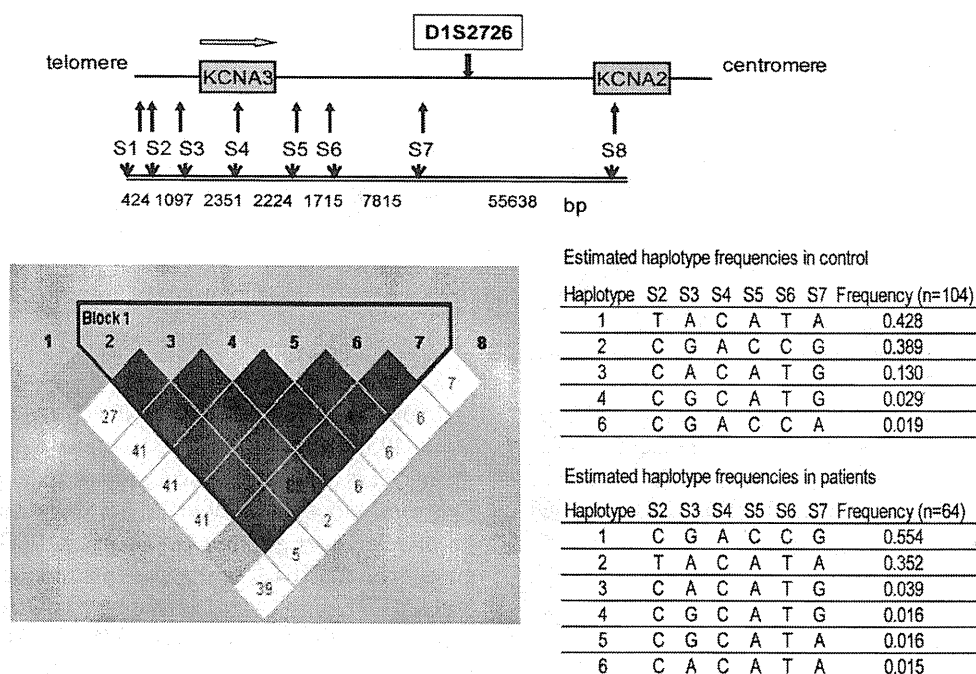 D1S2726
telomere KCNA3 KCNA2 centromere
S1 S2 S3 S4 S5 S6 S7 S8
424 1097 2351 2224 1715 7815 55638 bp
Block 1
1 2 3 4 5 6 7 8
7
27 6
41 6
41 6
41 2
5
39
Estimated haplotype frequencies in control
Haplotype S2 S3 S4 S5 S6 S7 Frequency (n=104)
1 T A C A T A 0.428
2 C G A C C G 0.389
3 C A C A T G 0.130
4 C G C A T G 0.029
6 C G A C C A 0.019
Estimated haplotype frequencies in patients
Haplotype S2 S3 S4 S5 S6 S7 Frequency (n=64)
1 C G A C C G 0.554
2 T A C A T A 0.352
3 C A C A T G 0.039
4 C G C A T G 0.016
5 C G C A T A 0.016
6 C A C A T A 0.015